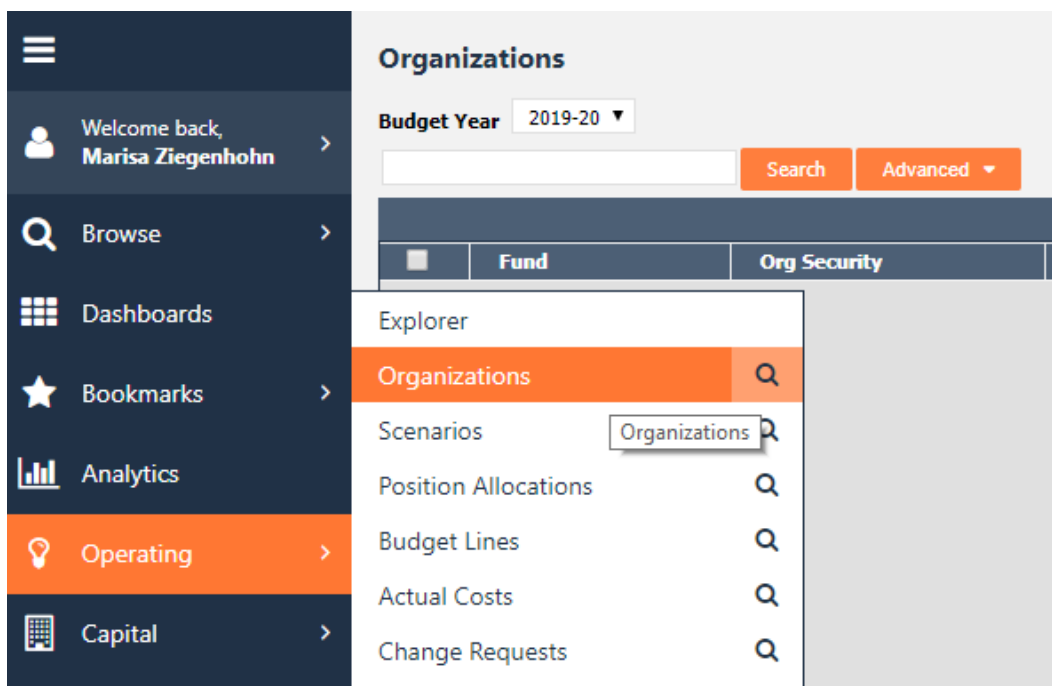 Welcome back,
Marisa Ziegenhohn
Browse
Dashboards
Bookmarks
Analytics
Operating
Capital
Organizations
Budget Year 2019-20
Search Advanced
Fund Org Security
Explorer
Organizations
Scenarios
Organizations
Position Allocations
Budget Lines
Actual Costs
Change Requests